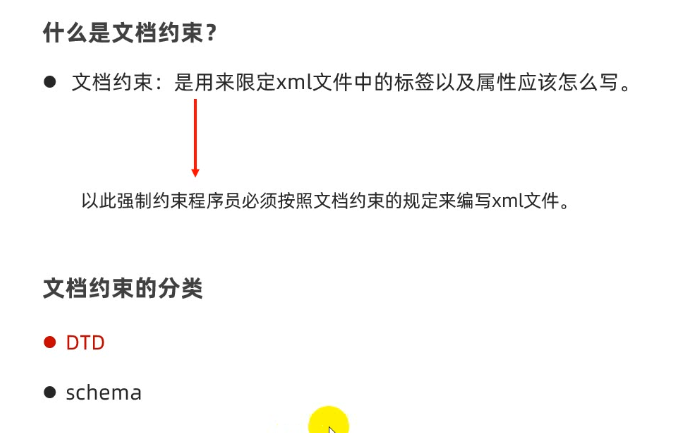 什么是文档约束？
● 文档约束：是用来限定xml文件中的标签以及属性应该怎么写。
以此强制约束程序员必须按照文档约束的规定来编写xml文件。
文档约束的分类
● DTD
● schema